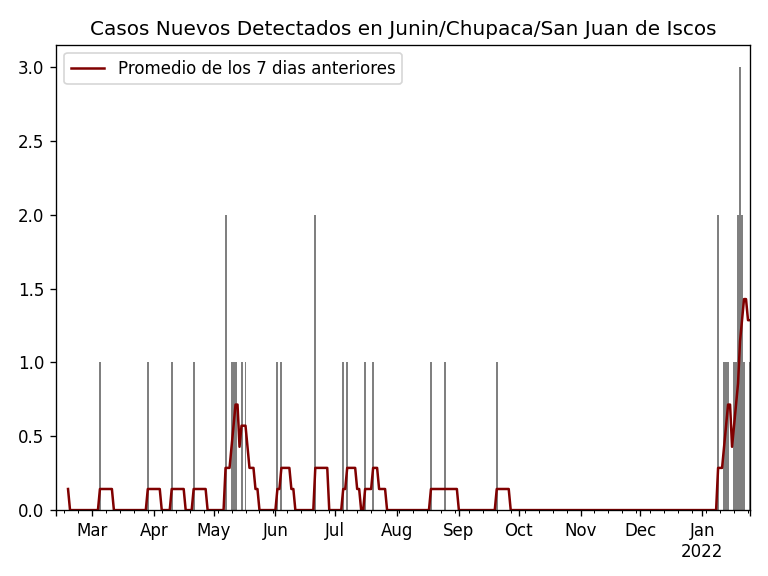 Casos Nuevos Detectados en Junin/Chupaca/San Juan de Iscos
Promedio de los 7 dias anteriores
3.0
2.5
2.0
1.5
1.0
0.5
0.0
Mar Apr May Jun Jul Aug Sep Oct Nov Dec Jan
2022